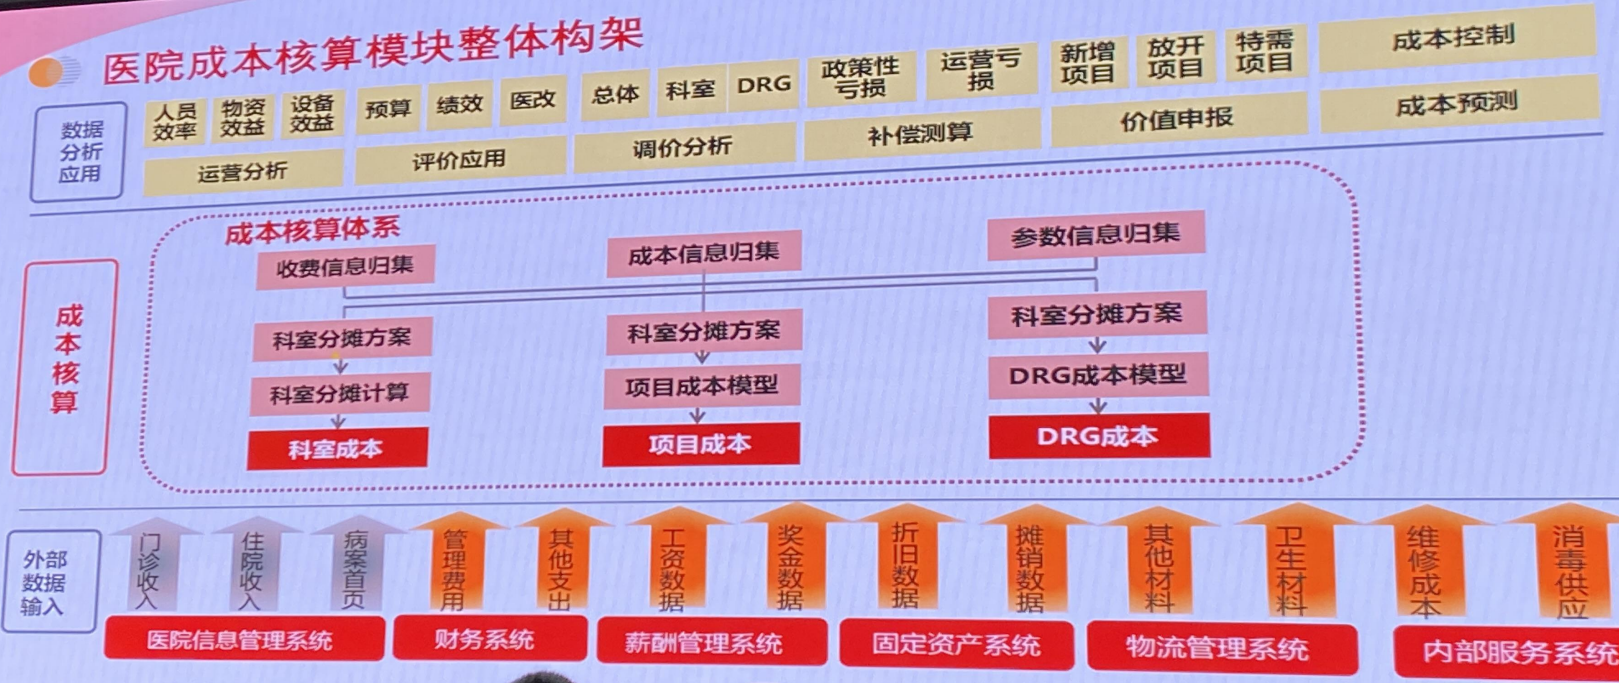 医院成本核算模块整体构架
数据
分析
应用
人员
效率
物资
效益
设备
效益
预算
绩效
医改
总体
科室
DRG
政策性
亏损
运营亏
损
新增
项目
放开
项目
特需
项目
成本控制
运营分析
评价应用
调价分析
补偿测算
价值申报
成本预测
成本核算
成本核算体系
收费信息归集
成本信息归集
参数信息归集
科室分摊方案
科室分摊方案
科室分摊方案
科室分摊计算
项目成本模型
DRG成本模型
科室成本
项目成本
DRG成本
外部
数据
输入
门诊收入
住院收入
病案首页
管理费用
其他支出
工资数据
奖金数据
折旧数据
摊销数据
其他材料
卫生材料
维修成本
消毒供应
医院信息管理系统
财务系统
薪酬管理系统
固定资产系统
物流管理系统
内部服务系统